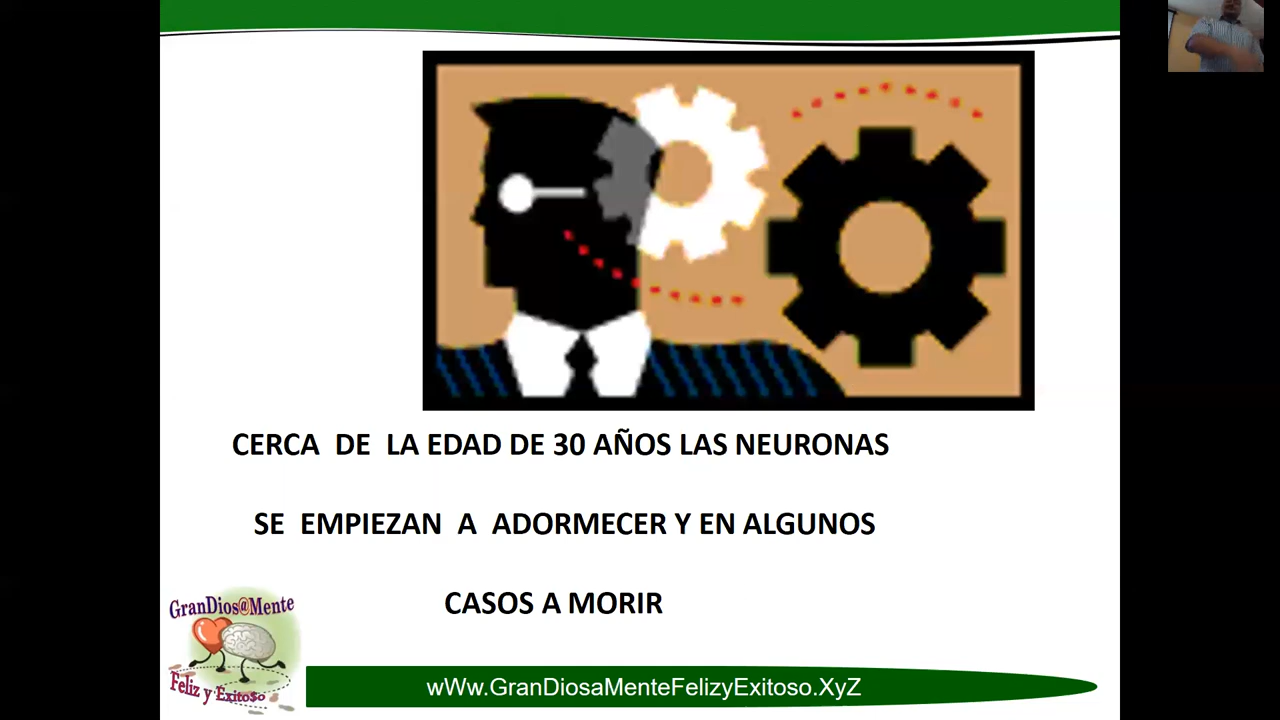 CERCA DE LA EDAD DE 30 AÑOS LAS NEURONAS
SE EMPIEZAN A ADORMECER Y EN ALGUNOS
CASOS A MORIR
GranDios@Mente
Feliz y Exito$o
wWw.GranDiosaMenteFelizyExitoso.XyZ